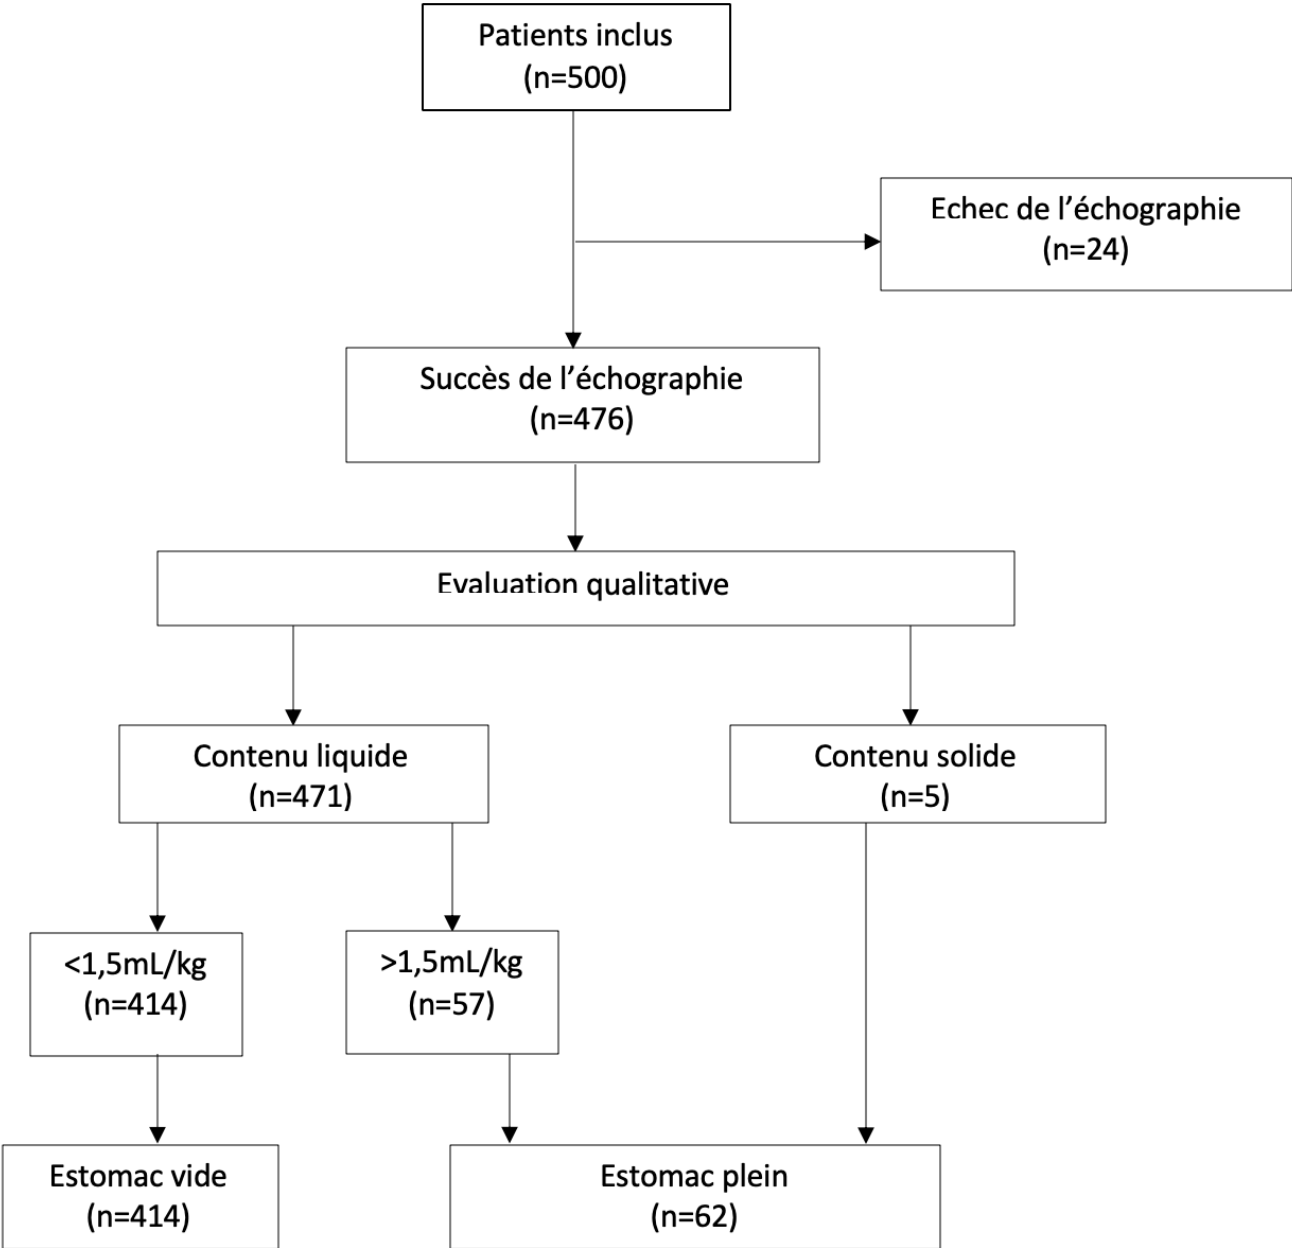 Patients inclus
(n=500)
Echec de l’échographie
(n=24)
Succès de l’échographie
(n=476)
Evaluation qualitative
Contenu liquide
(n=471)
Contenu solide
(n=5)
<1,5mL/kg
(n=414)
>1,5mL/kg
(n=57)
Estomac vide
(n=414)
Estomac plein
(n=62)